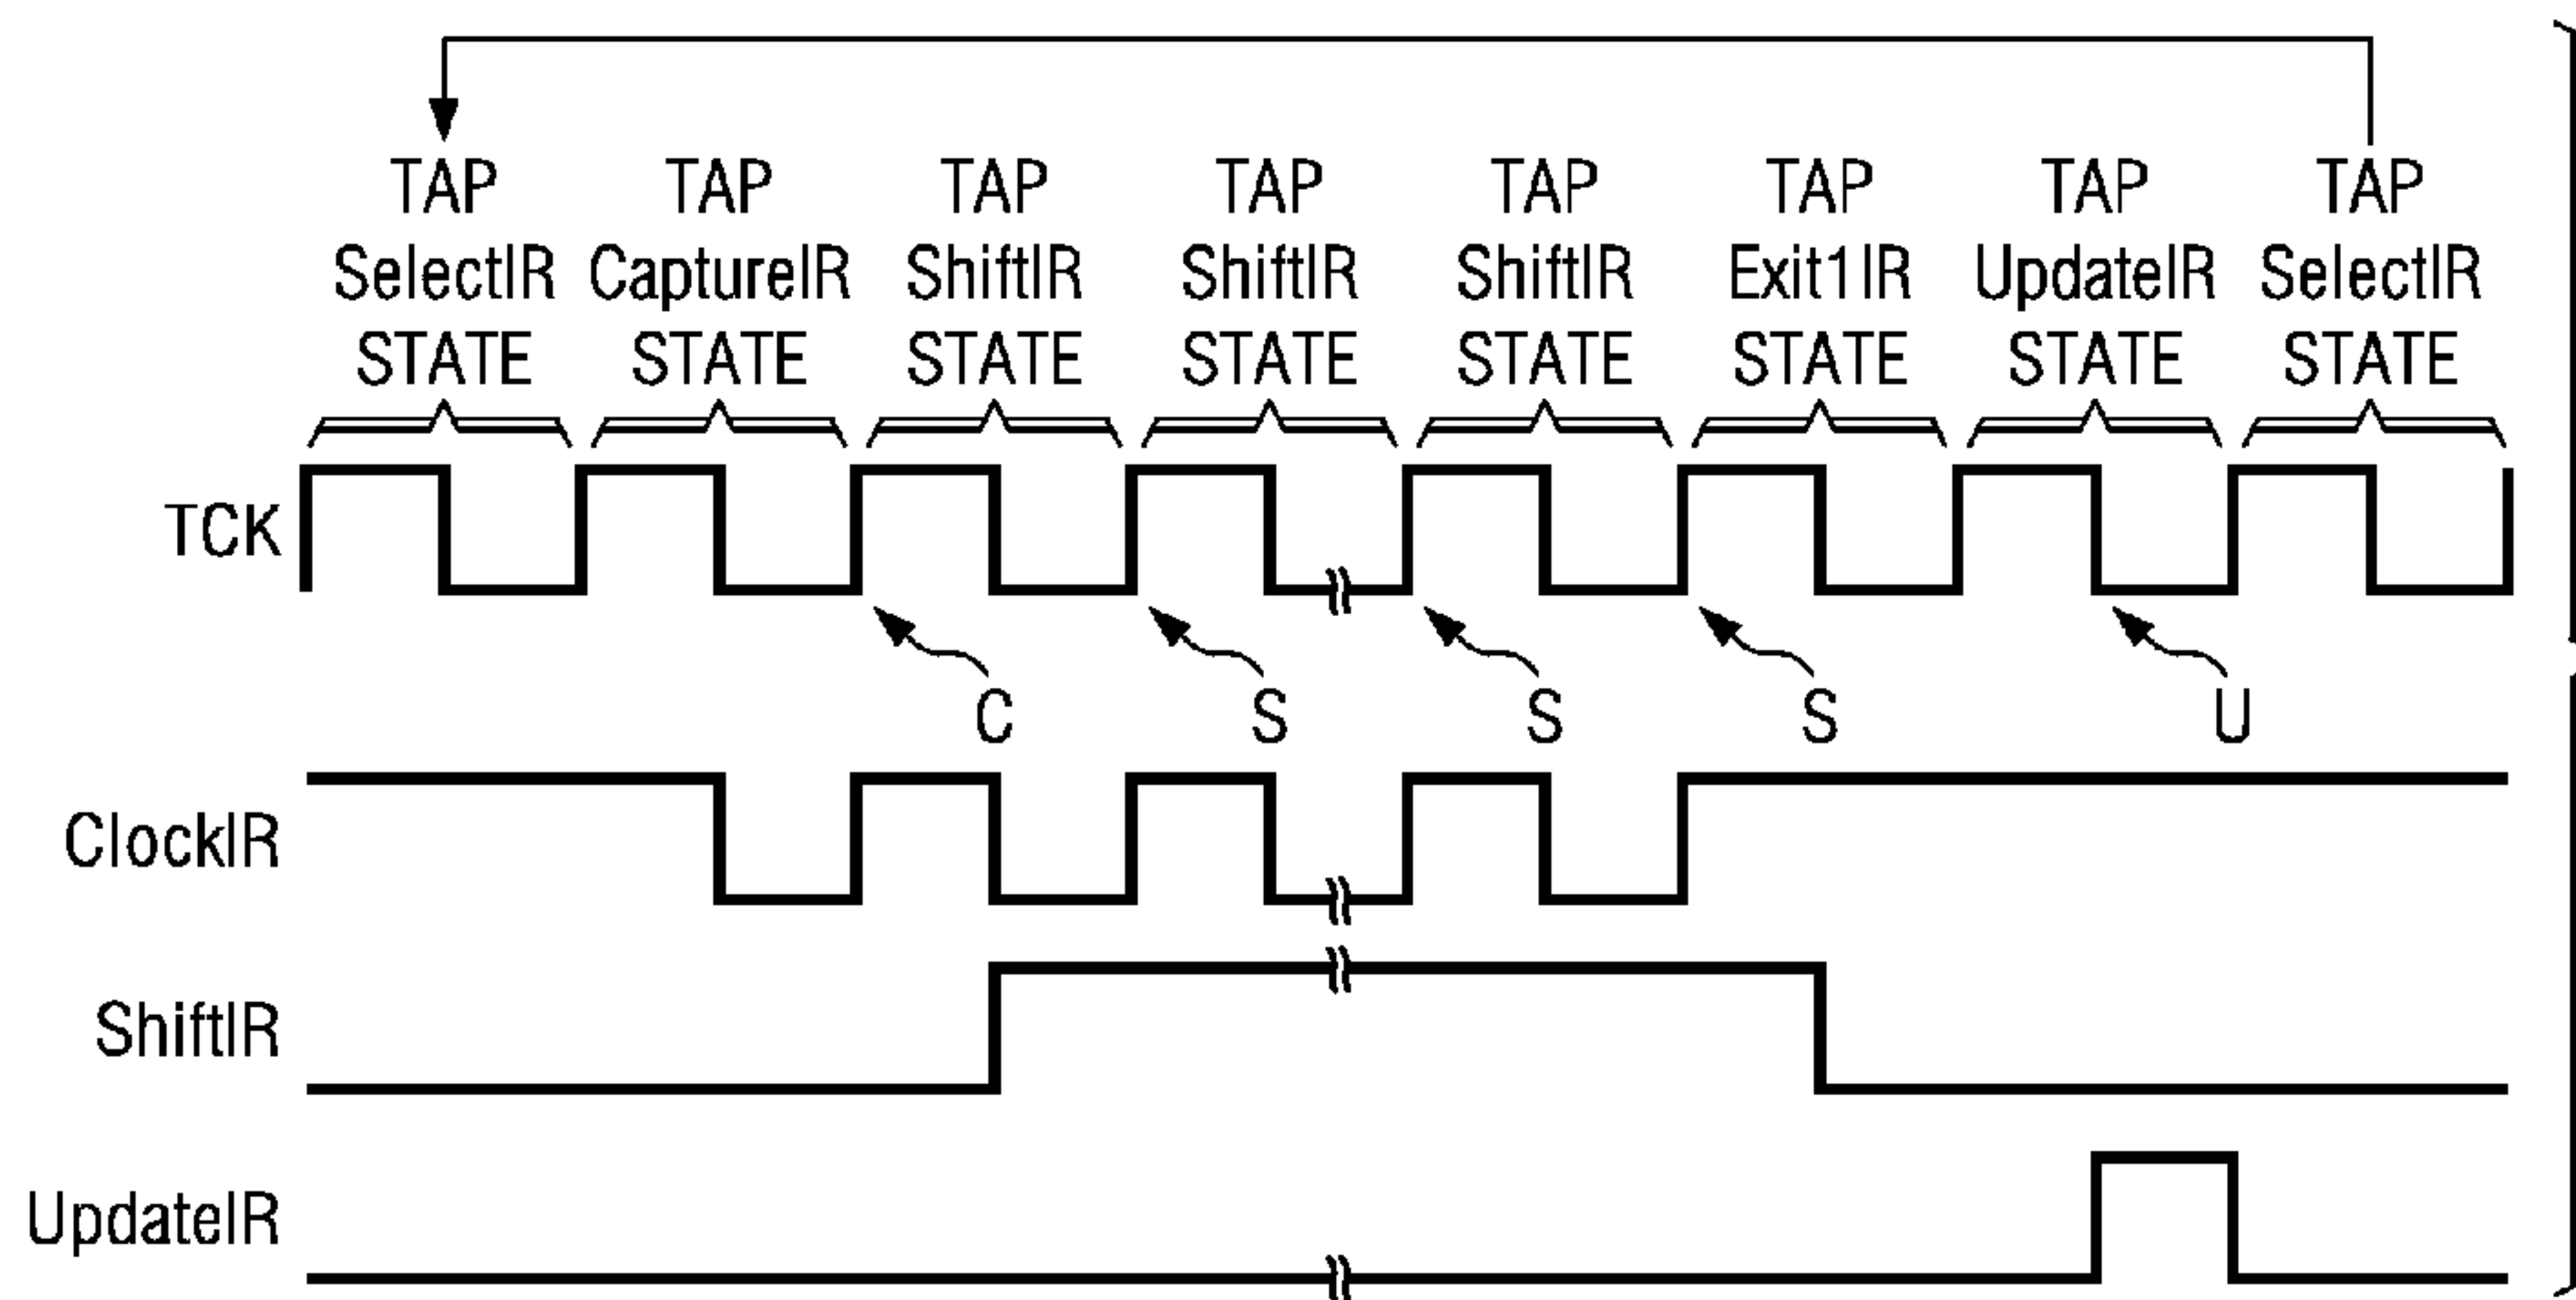 TAP TAP TAP TAP TAP TAP TAP TAP
SelectIR CaptureIR ShiftIR ShiftIR ShiftIR Exit1IR UpdateIR SelectIR
STATE STATE STATE STATE STATE STATE STATE STATE
TCK
C S S S U
ClockIR
ShiftIR
UpdateIR